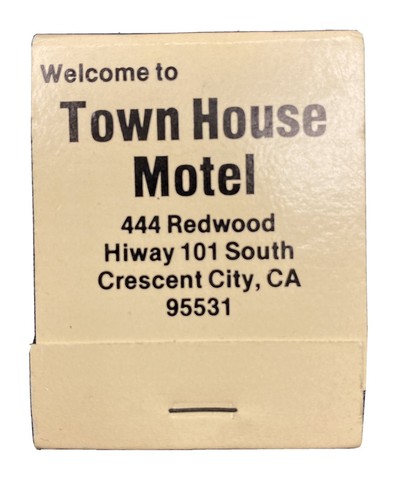 Welcome to
Town House
Motel
444 Redwood
Hiway 101 South
Crescent City, CA
95531